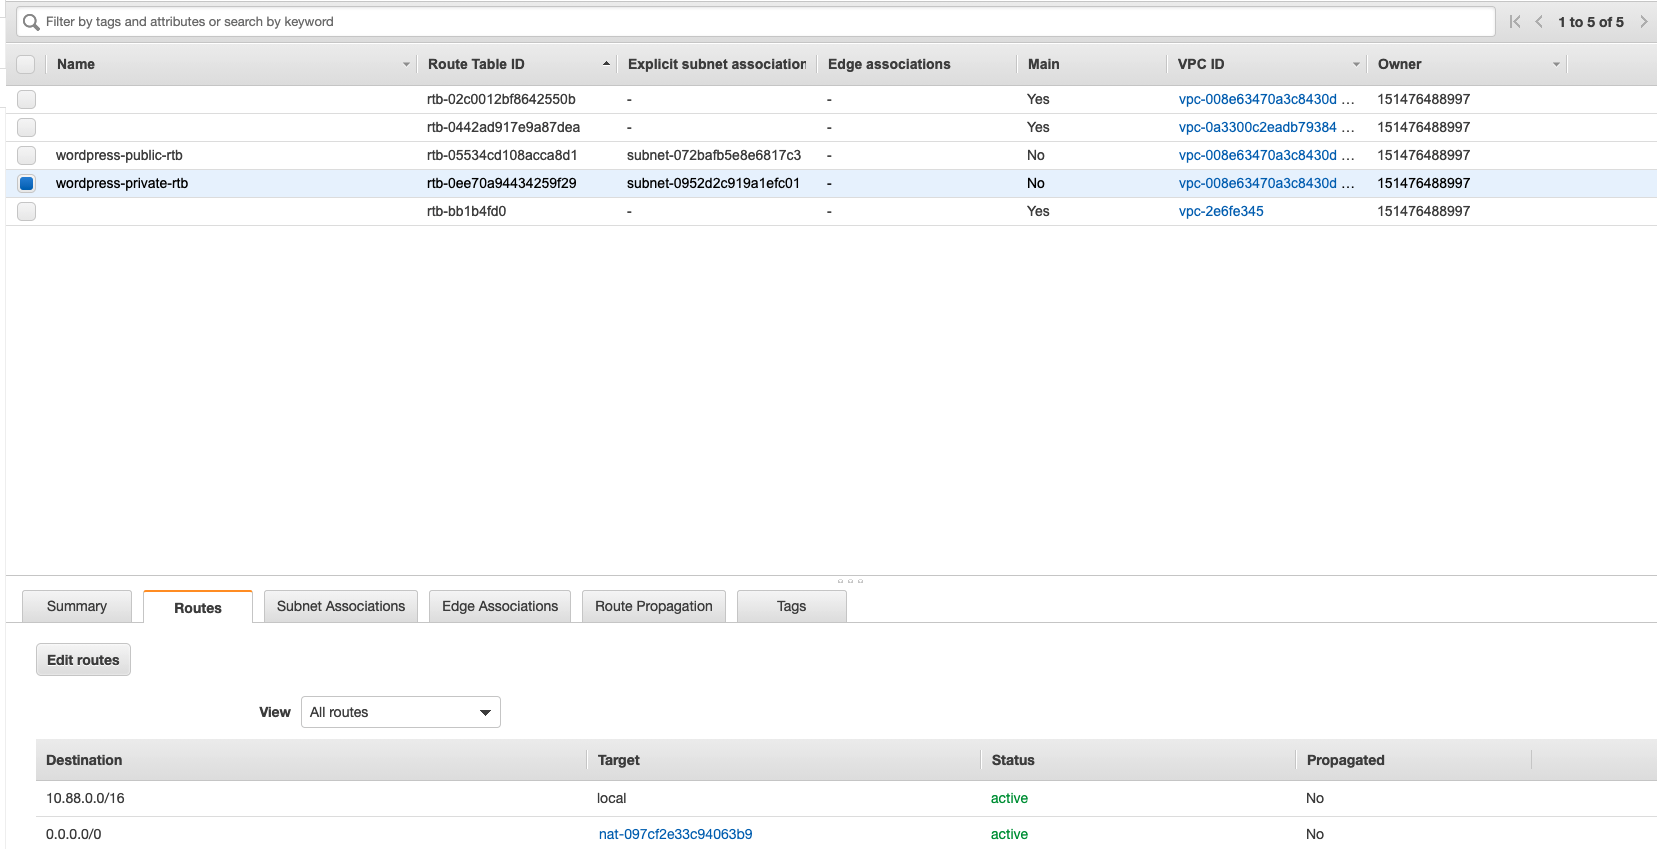 Filter by tags and attributes or search by keyword 1 to 5 of 5
Name Route Table ID Explicit subnet association Edge associations Main VPC ID Owner
rtb-02c0012bf8642550b - - Yes vpc-008e63470a3c8430d ... 151476488997
rtb-0442ad917e9a87dea - - Yes vpc-0a3300c2eadb79384 ... 151476488997
wordpress-public-rtb rtb-05534cd108acca8d1 subnet-072bafb5e8e6817c3 - No vpc-008e63470a3c8430d ... 151476488997
wordpress-private-rtb rtb-0ee70a94434259f29 subnet-0952d2c919a1efc01 - No vpc-008e63470a3c8430d ... 151476488997
rtb-bb1b4fd0 - - Yes vpc-2e6fe345 151476488997
Summary Routes Subnet Associations Edge Associations Route Propagation Tags
Edit routes
View All routes
Destination Target Status Propagated
10.88.0.0/16 local active No
0.0.0.0/0 nat-097cf2e33c94063b9 active No